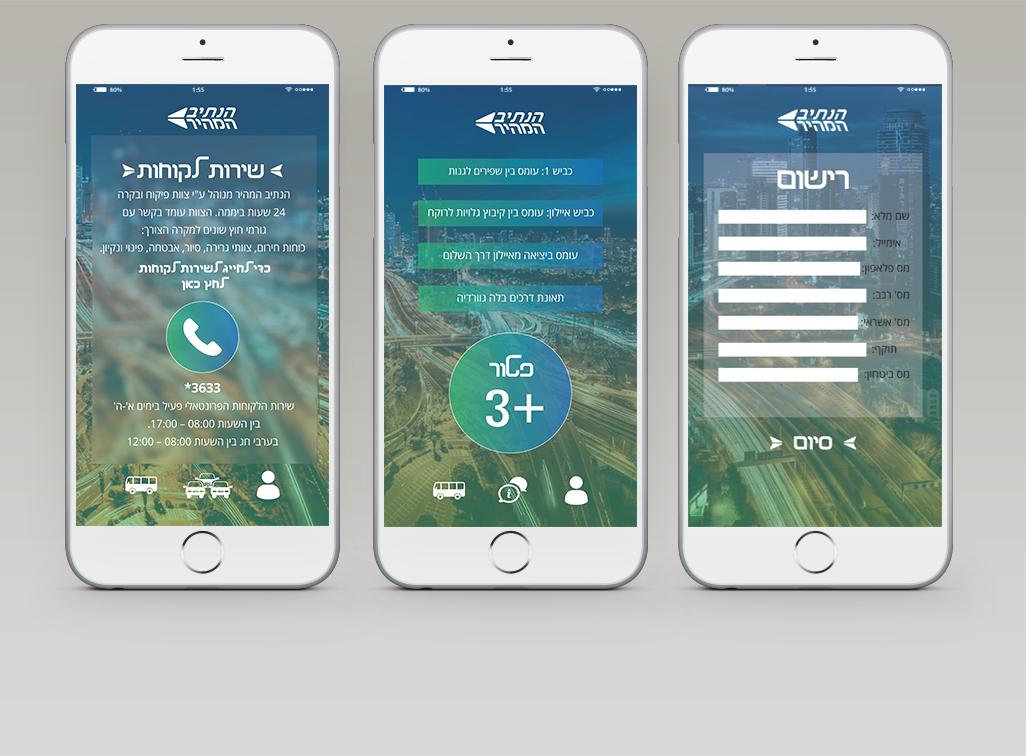 80%
1:55
הנתיב
המהיר
שירות לקוחות
הנתיב המהיר מנוהל ע"י צוות פיקוח ובקרה
24 שעות ביממה. הצוות עומד בקשר עם
גורמי חוץ שונים למקרה הצורך:
כוחות חירום, צוותי גרירה, סיור, אבטחה, פינוי ונקיון.
כדי לחייג לשירות לקוחות
לחץ כאן
*3633
שירות הלקוחות הפרונטאלי פעיל בימים א'-ה'
בין השעות 08:00 – 17:00.
בערבי חג בין השעות 08:00 – 12:00
80%
1:55
הנתיב
המהיר
כביש 1: עומס בין שפירים לגנות
כביש איילון: עומס בין קיבוץ גלויות לרוקח
עומס ביציאה מאיילון דרך השלום
תאונת דרכים בלה גוורדיה
פטור
3+
80%
1:55
הנתיב
המהיר
רישום
שם מלא:
אימייל:
מס פלאפון:
מס' רכב:
מס' אשראי:
תוקף:
מס ביטחון:
סיום